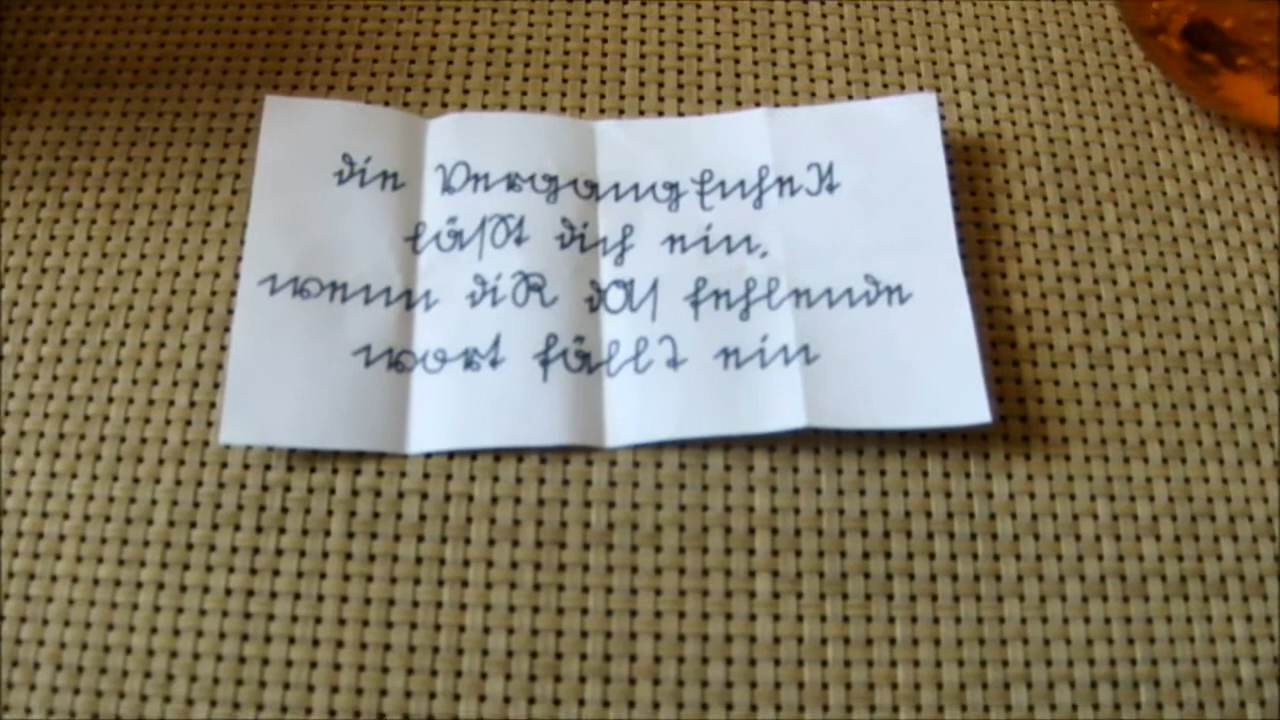 die Vergangenheit
läßt dich ein,
wenn diR dAs fehlende
wort fällt ein